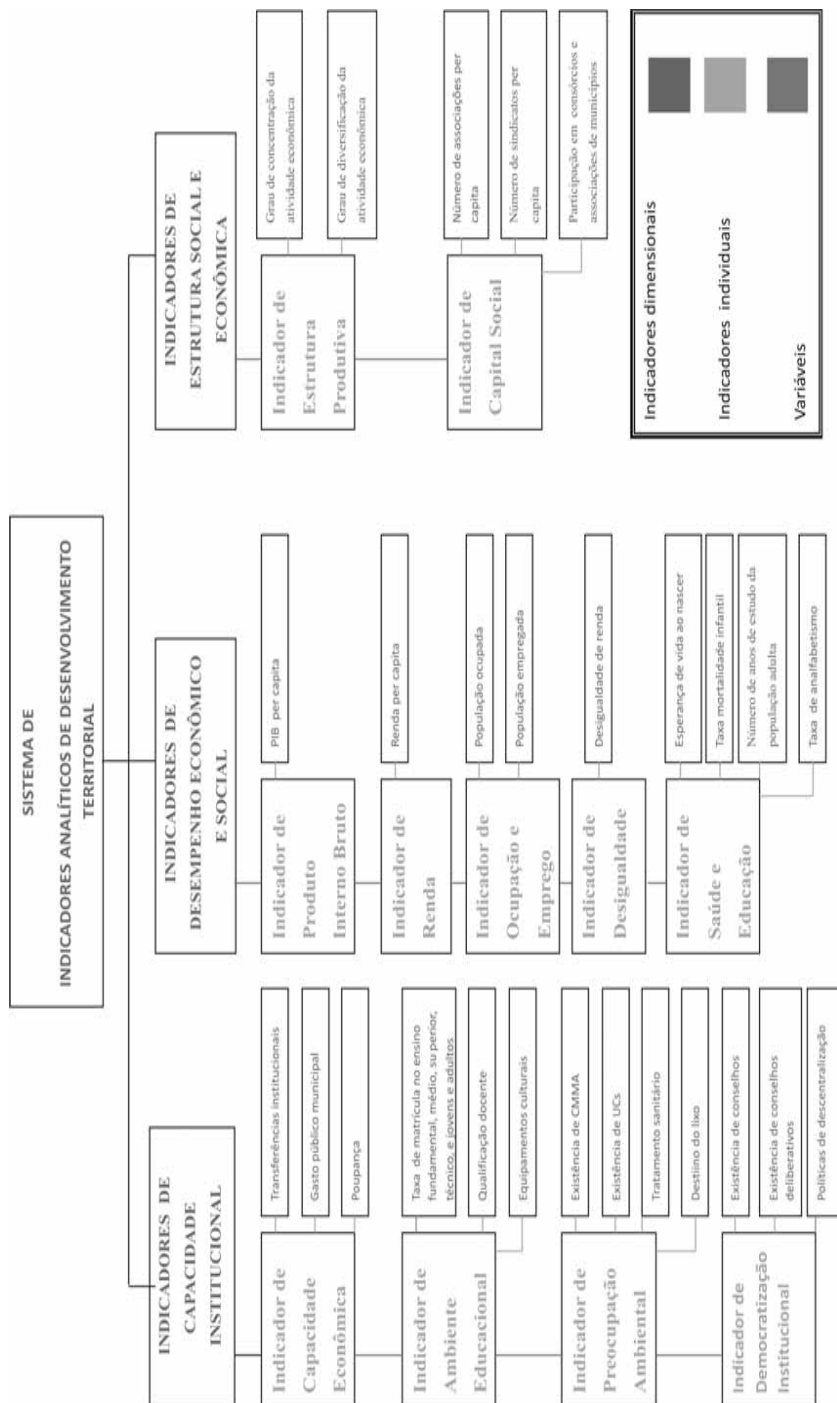 SISTEMA DE
INDICADORES ANALÍTICOS DE DESENVOLVIMENTO
TERRITORIAL
INDICADORES DE
CAPACIDADE
INSTITUCIONAL
Indicador de
Capacidade
Econômica
Transferências institucionais
Gasto público municipal
Poupança
Indicador de
Ambiente
Educacional
Taxa de matrícula no ensino
fundamental, médio, su perior,
técnico, e jovens e adultos
Qualificação docente
Equipamentos culturais
Indicador de
Preocupação
Ambiental
Existência de CMMA
Existência de UCs
Tratamento sanitário
Destiino do lixo
Indicador de
Democratização
Institucional
Existência de conselhos
Existência de conselhos
deliberativos
Políticas de descentralização
INDICADORES DE
DESEMPENHO ECONÔMICO
E SOCIAL
Indicador de
Produto
Interno Bruto
PIB per capita
Indicador de
Renda
Renda per capita
Indicador de
Ocupação e
Emprego
População ocupada
População empregada
Indicador de
Desigualdade
Desigualdade de renda
Indicador de
Saúde e
Educação
Esperança de vida ao nascer
Taxa mortalidade infantil
Número de anos de estudo da
população adulta
Taxa de analfabetismo
INDICADORES DE
ESTRUTURA SOCIAL E
ECONÔMICA
Indicador de
Estrutura
Produtiva
Grau de concentração da
atividade econômica
Grau de diversificação da
atividade econômica
Indicador de
Capital Social
Número de associações per
capita
Número de sindicatos per
capita
Participação em consórcios e
associações de municípios
Indicadores dimensionais
Indicadores individuais
Variáveis